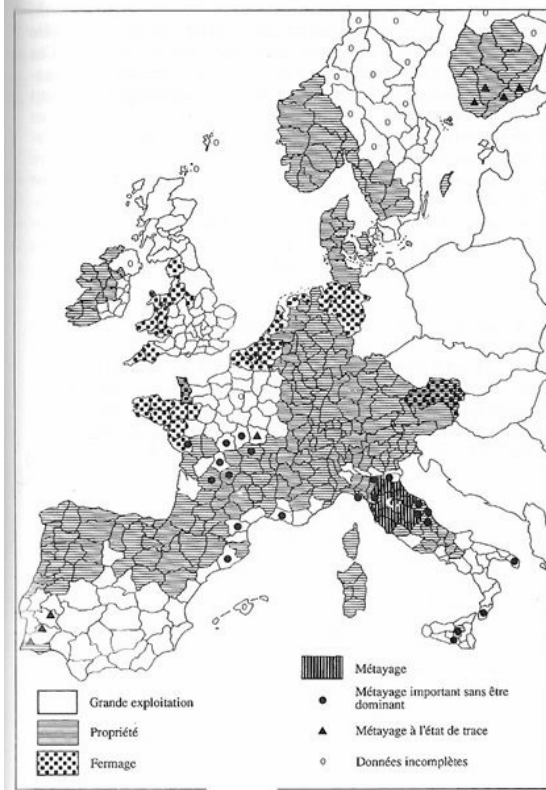 Grande exploitation
Propriété
Fermage
Métayage
Métayage important sans être
dominant
Métayage à l'état de trace
Données incomplètes